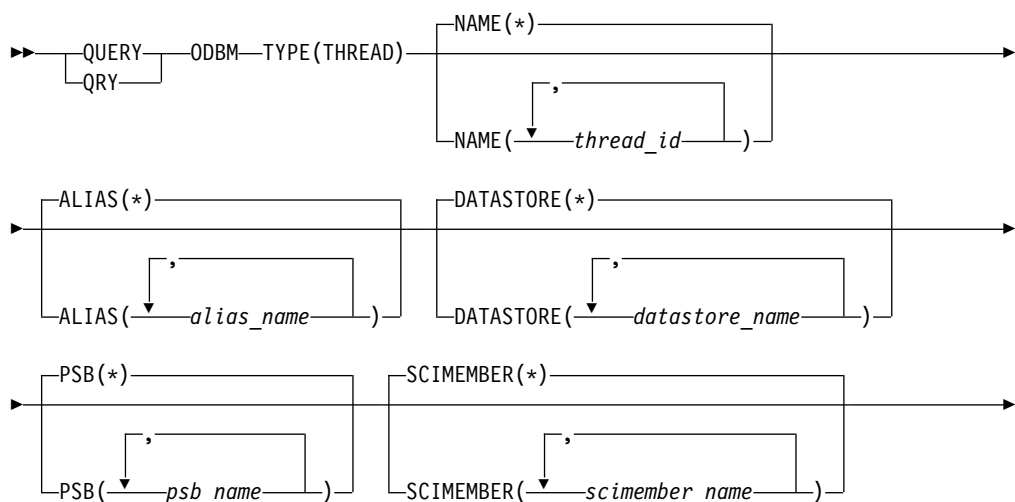 NAME(*)
QUERY ODBM TYPE(THREAD)
QRY
,
NAME( thread_id )
ALIAS(*) DATASTORE(*)
, ,
ALIAS( alias_name ) DATASTORE( datastore_name )
PSB(*) SCIMEMBER(*)
, ,
PSB( psb_name ) SCIMEMBER( scimember_name )